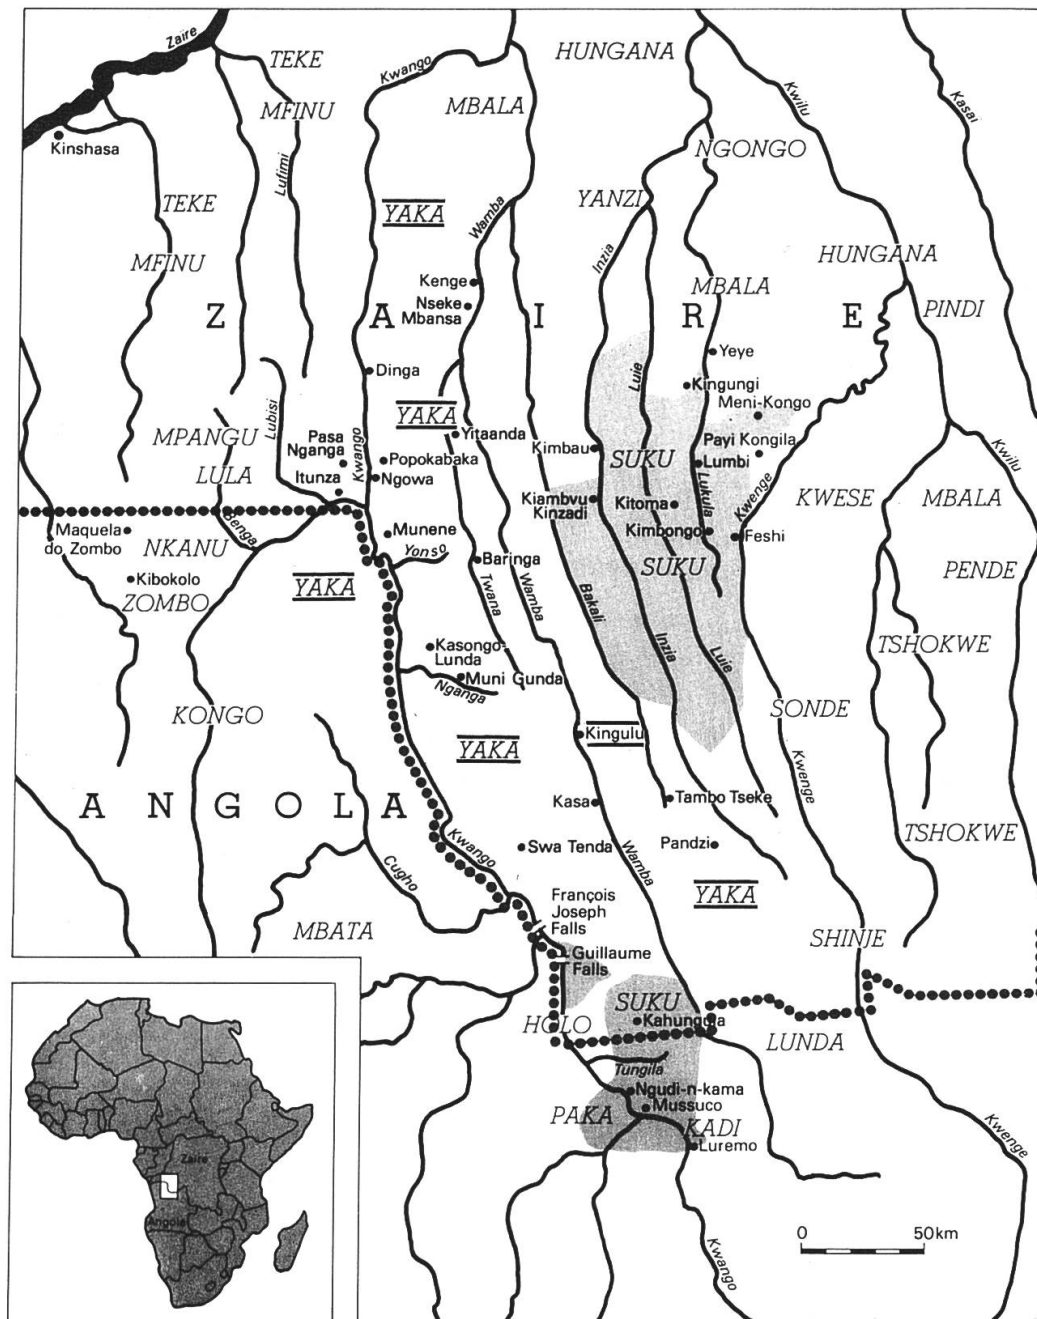 Zaïre
TEKE
HUNGANA
Kwango
MFINU
MBALA
Kwilu
Kasai
Kinshasa
NGONGO
Lufimi
TEKE
YAKA
YANZI
Wamba
MFINU
Inzia
HUNGANA
Kenge
MBALA
Nseke
Mbansa
PINDI
Z A I R E
Yeye
Luie
Dinga
Kingungi
Meni-Kongo
Lubisi
YAKA
MPANGU
Pasa
Nganga
Kwango
Yitaanda
Kimbau
SUKU
Payi Kongila
Popokabaka
Lumbi
Kwilu
LULA
Itunza
Ngowa
Kiambvu
Kinzadi
Kitoma
Lukula
Kwenge
KWESE
MBALA
Maquela
do Zombo
NKANU
Benga
Munene
Kimbongo
Feshi
Yonso
Baringa
SUKU
PENDE
Kibokolo
ZOMBO
YAKA
Twana
Wamba
Bakali
Kasongo-
Lunda
Inzia
Luie
TSHOKWE
Muni Gunda
Nganga
KONGO
SONDE
YAKA
Kingulu
Kwenge
ANGOLA
Kasa
Tambo Tseke
TSHOKWE
Kwango
Swa Tenda
Wamba
Pandzi
Cugho
YAKA
François
Joseph
Falls
MBATA
SHINJE
Guillaume
Falls
SUKU
HOLO
Kahungula
LUNDA
Tungila
Ngudi-n-kama
PAKA
Mussuco
KADI
Luremo
Kwenge
Zaire
Angola
0 50km
Kwango